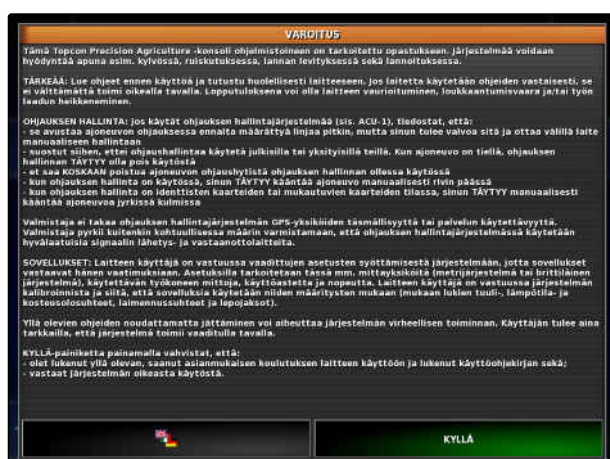 VAROITUS
Tämä Topcon Precision Agriculture -konsoli ohjelmistoineen on tarkoitettu opastukseen. Järjestelmää voidaan
hyödyntää apuna esim. kylvössä, ruiskutuksessa, lannan levityksessä sekä lannoituksessa.
TÄRKEÄÄ: Lue ohjeet ennen käyttöä ja tutustu huolellisesti laitteeseen. Jos laitetta käytetään ohjeiden vastaisesti, se
ei välttämättä toimi oikealla tavalla. Lopputuloksena voi olla laitteen vaurioituminen, loukkaantumisvaara ja/tai työn
laadun heikkeneminen.
OHJAUKSEN HALLINTA: Jos käytät ohjauksen hallintajärjestelmää (sis. ACU-1), tiedostat, että:
- se avustaa ajoneuvon ohjauksessa ennalta määrättyä linjaa pitkin, mutta sinun tulee valvoa sitä ja ottaa välillä laite
manuaaliseen hallintaan
- suostut siihen, ettei ohjaushallintaa käytetä julkisilla tai yksityisillä teillä. Kun ajoneuvo on tiellä, ohjauksen
hallinnan TÄYTYY olla pois käytöstä
- et saa KOSKAAN poistua ajoneuvon ohjaushytistä ohjauksen hallinnan ollessa käytössä
- kun ohjauksen hallinta on käytössä, sinun TÄYTYY kääntää ajoneuvo manuaalisesti rivin päässä
- kun ohjauksen hallinta on identtisten kaarteiden tai mukautuvien kaarteiden tilassa, sinun TÄYTYY manuaalisesti
kääntää ajoneuvoa jyrkissä kulmissa
Valmistaja ei takaa ohjauksen hallintajärjestelmän GPS-yksiköiden täsmällisyyttä tai palvelun käytettävyyttä.
Valmistaja pyrkii kuitenkin kohtuullisessa määrin varmistamaan, että ohjauksen hallintajärjestelmässä käytetään
hyvälaatuisia signaalin lähetys- ja vastaanottolaitteita.
SOVELLUKSET: Laitteen käyttäjä on vastuussa vaadittujen asetusten syöttämisestä järjestelmään, jotta sovellukset
vastaavat hänen vaatimuksiaan. Asetuksilla tarkoitetaan tässä mm. mittayksiköitä (metrijärjestelmä tai brittiläinen
järjestelmä), käytettävän työkoneen mittoja, käyttöastetta ja nopeutta. Laitteen käyttäjä on vastuussa järjestelmän
kalibroinnista ja siitä, että sovelluksia käytetään niiden määritysten mukaan (mukaan lukien tuuli-, lämpötila- ja
kosteusolosuhteet, laimennussuhteet ja lepojaksot).
Yllä olevien ohjeiden noudattamatta jättäminen voi aiheuttaa järjestelmän virheellisen toiminnan. Käyttäjän tulee aina
tarkkailla, että järjestelmä toimii vaaditulla tavalla.
KYLLÄ-painiketta painamalla vahvistat, että:
- olet lukenut yllä olevan, saanut asianmukaisen koulutuksen laitteen käyttöön ja lukenut käyttöohjekirjan sekä;
- vastaat järjestelmän oikeasta käytöstä.
KYLLÄ